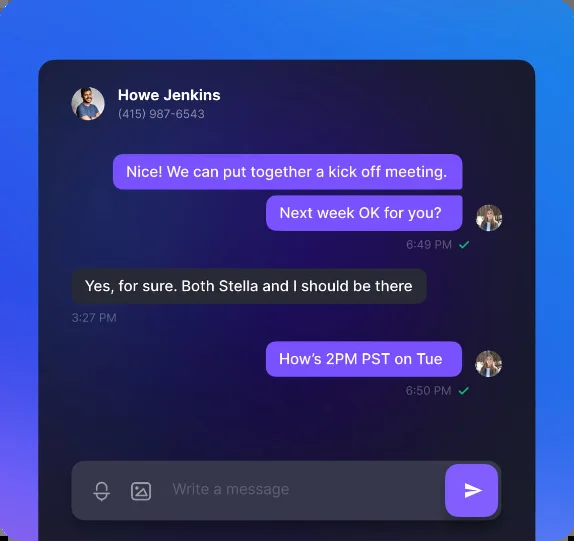 Howe Jenkins
(415) 987-6543
Nice! We can put together a kick off meeting.
Next week OK for you?
6:49 PM
Yes, for sure. Both Stella and I should be there
3:27 PM
How’s 2PM PST on Tue
6:50 PM
Write a message